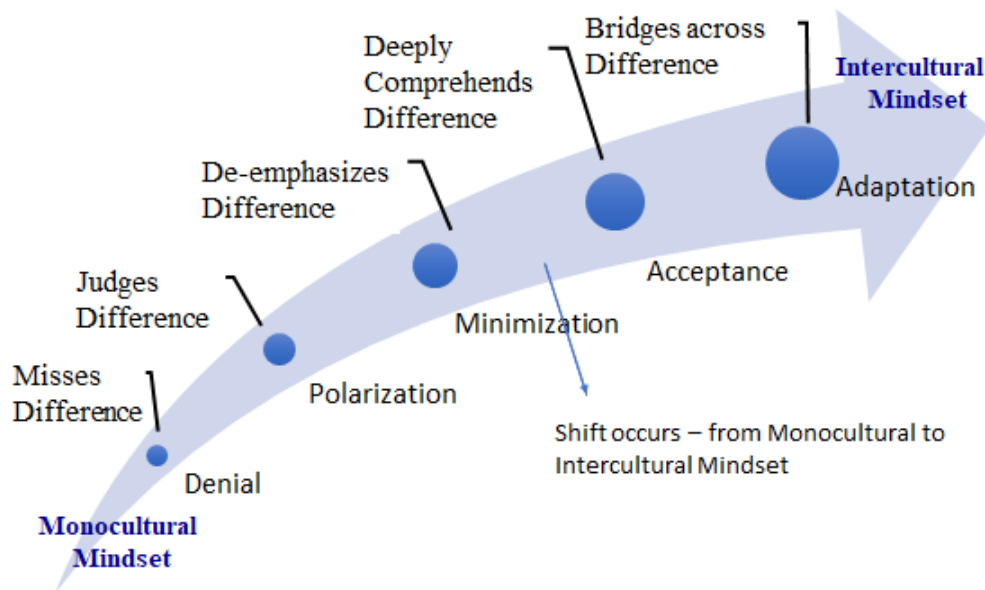 Bridges across
Difference
Deeply
Comprehends
Difference
Intercultural
Mindset
De-emphasizes
Difference
Adaptation
Acceptance
Judges
Difference
Minimization
Misses
Difference
Polarization
Shift occurs – from Monocultural to
Intercultural Mindset
Denial
Monocultural
Mindset